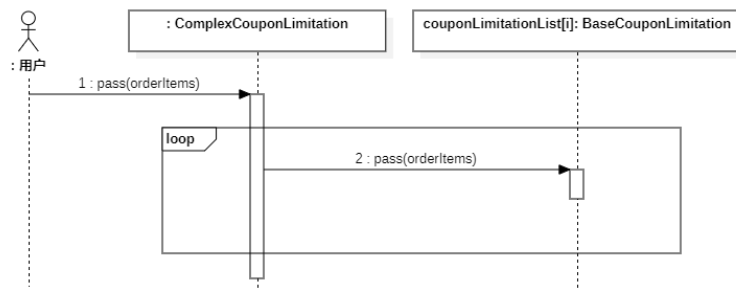 : ComplexCouponLimitation
couponLimitationList[i]: BaseCouponLimitation
: 用户
1 : pass(orderItems)
loop
2 : pass(orderItems)